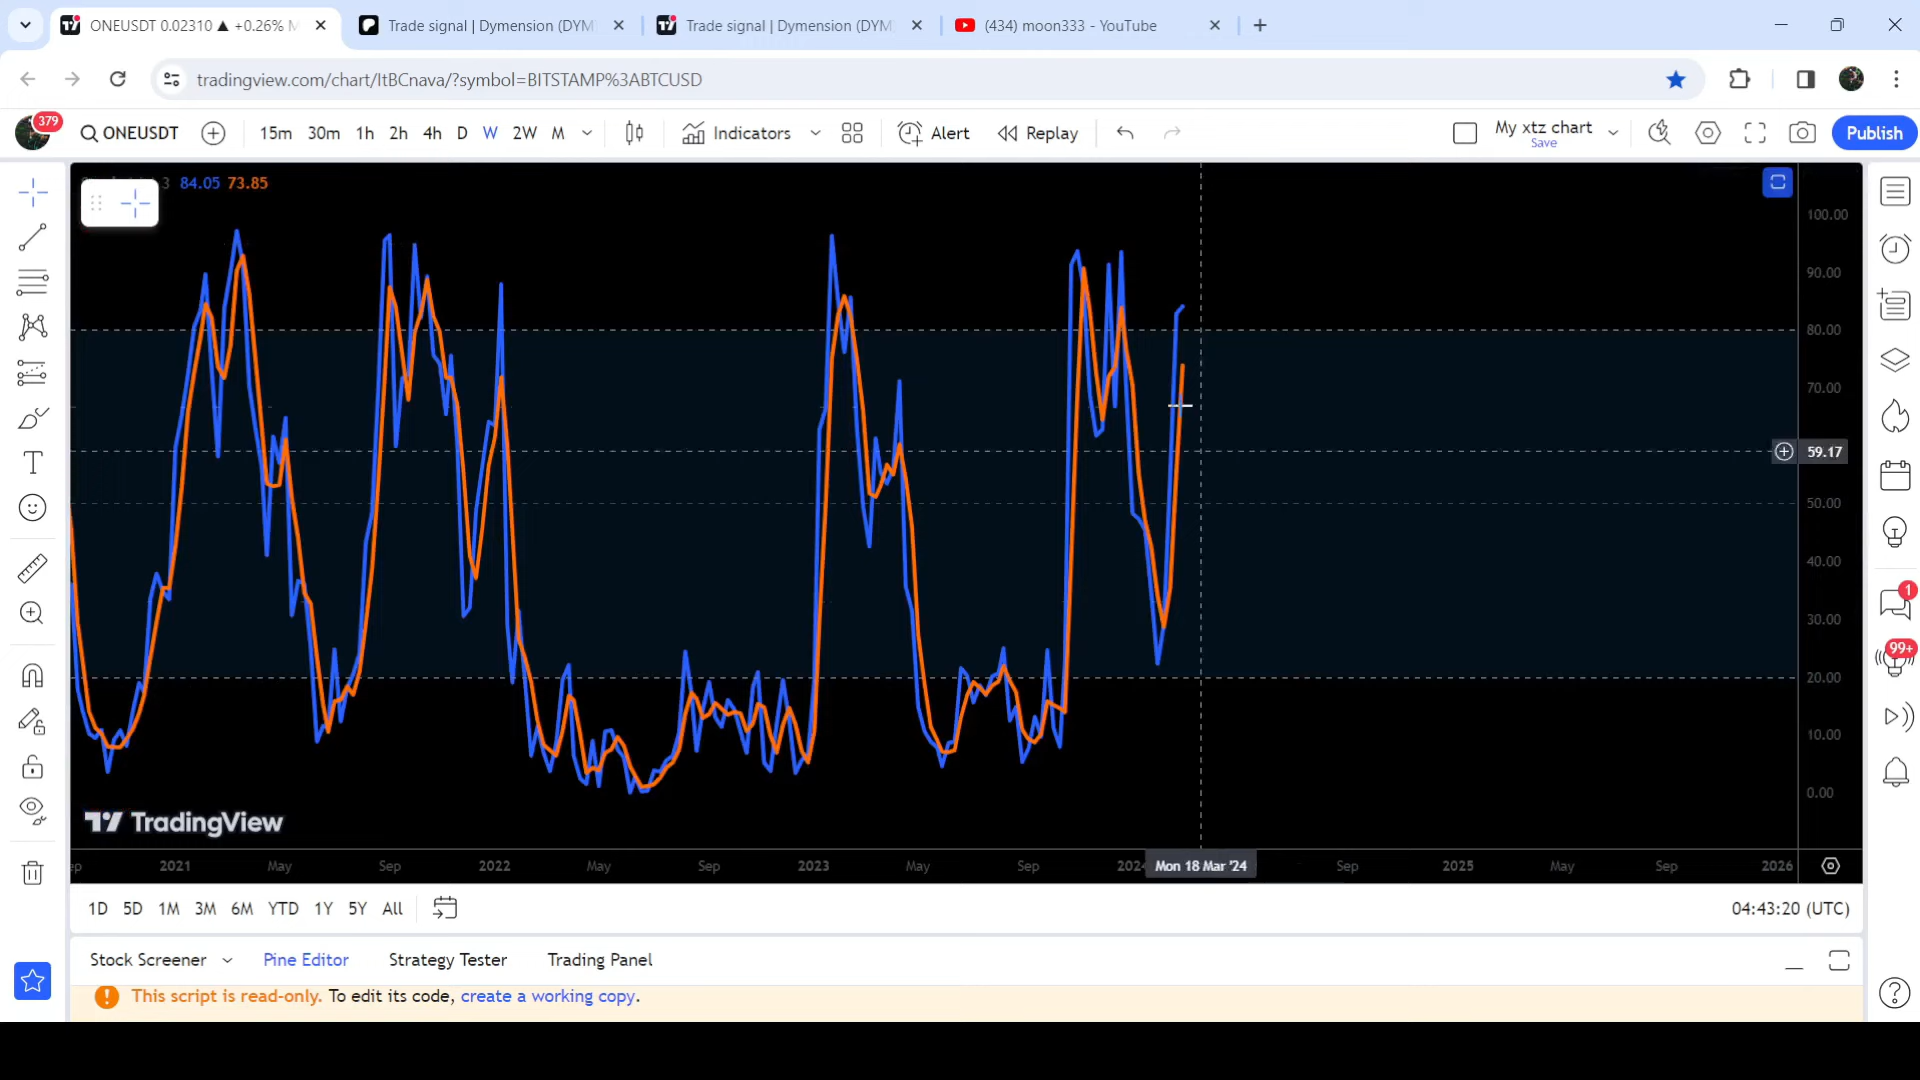 ONEUSDT 0.02310 ▲ +0.26% M
Trade signal | Dymension (DYM
Trade signal | Dymension (DYM
(434) moon333 - YouTube
tradingview.com/chart/ItBCnava/?symbol=BITSTAMP%3ABTCUSD
379
ONEUSDT 15m 30m 1h 2h 4h D W 2W M Indicators Alert Replay My xtz chart Save Publish
3 84.05 73.85
100.00
90.00
80.00
70.00
59.17
50.00
40.00
30.00
20.00
10.00
0.00
1
99+
TradingView
ep 2021 May Sep 2022 May Sep 2023 May Sep 2024 Mon 18 Mar '24 Sep 2025 May Sep 2026
1D 5D 1M 3M 6M YTD 1Y 5Y All 04:43:20 (UTC)
Stock Screener Pine Editor Strategy Tester Trading Panel
This script is read-only. To edit its code, create a working copy.